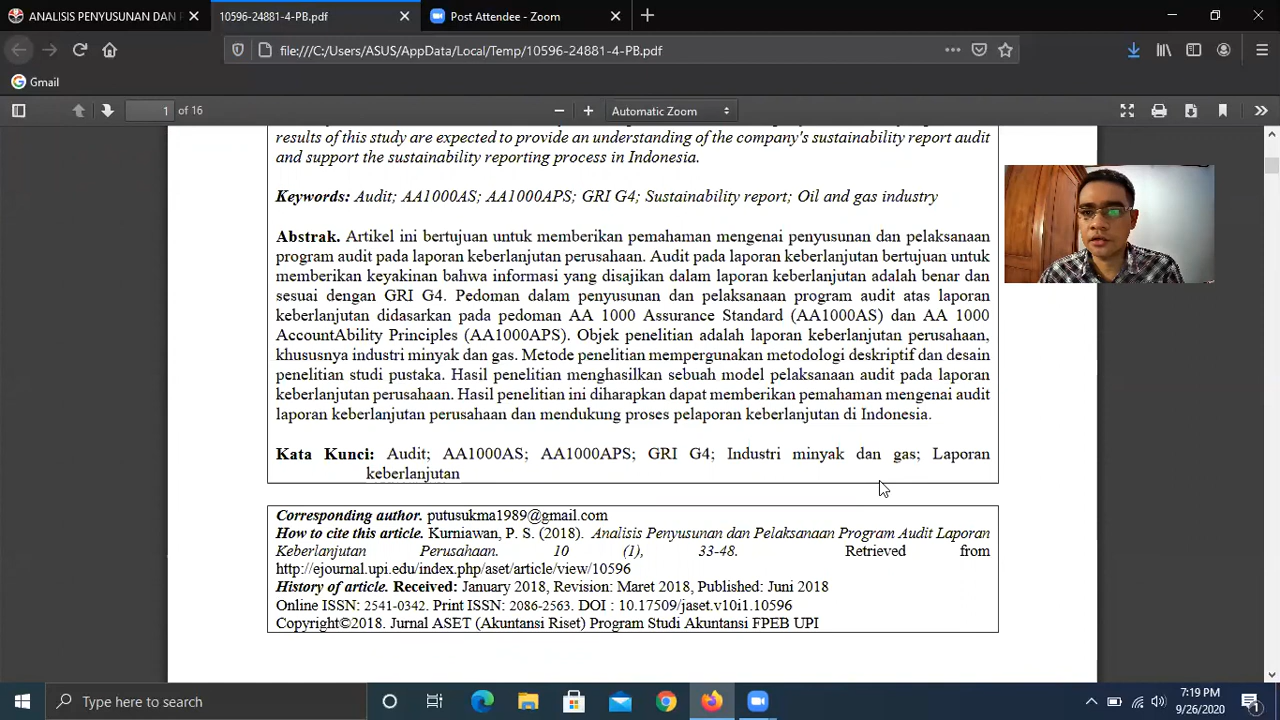 ANALISIS PENYUSUNAN DAN P
10596-24881-4-PB.pdf
Post Attendee - Zoom
file:///C:/Users/ASUS/AppData/Local/Temp/10596-24881-4-PB.pdf
Gmail
1 of 16
Automatic Zoom
results of this study are expected to provide an understanding of the company's sustainability report audit
and support the sustainability reporting process in Indonesia.
Keywords: Audit; AA1000AS; AA1000APS; GRI G4; Sustainability report; Oil and gas industry
Abstrak. Artikel ini bertujuan untuk memberikan pemahaman mengenai penyusunan dan pelaksanaan
program audit pada laporan keberlanjutan perusahaan. Audit pada laporan keberlanjutan bertujuan untuk
memberikan keyakinan bahwa informasi yang disajikan dalam laporan keberlanjutan adalah benar dan
sesuai dengan GRI G4. Pedoman dalam penyusunan dan pelaksanaan program audit atas laporan
keberlanjutan didasarkan pada pedoman AA 1000 Assurance Standard (AA1000AS) dan AA 1000
AccountAbility Principles (AA1000APS). Objek penelitian adalah laporan keberlanjutan perusahaan,
khususnya industri minyak dan gas. Metode penelitian mempergunakan metodologi deskriptif dan desain
penelitian studi pustaka. Hasil penelitian menghasilkan sebuah model pelaksanaan audit pada laporan
keberlanjutan perusahaan. Hasil penelitian ini diharapkan dapat memberikan pemahaman mengenai audit
laporan keberlanjutan perusahaan dan mendukung proses pelaporan keberlanjutan di Indonesia.
Kata Kunci: Audit; AA1000AS; AA1000APS; GRI G4; Industri minyak dan gas; Laporan
keberlanjutan
Corresponding author. putusukma1989@gmail.com
How to cite this article. Kurniawan, P. S. (2018). Analisis Penyusunan dan Pelaksanaan Program Audit Laporan
Keberlanjutan Perusahaan. 10 (1), 33-48. Retrieved from
http://ejournal.upi.edu/index.php/aset/article/view/10596
History of article. Received: January 2018, Revision: Maret 2018, Published: Juni 2018
Online ISSN: 2541-0342. Print ISSN: 2086-2563. DOI : 10.17509/jaset.v10i1.10596
Copyright©2018. Jurnal ASET (Akuntansi Riset) Program Studi Akuntansi FPEB UPI
Type here to search
7:19 PM
9/26/2020
1